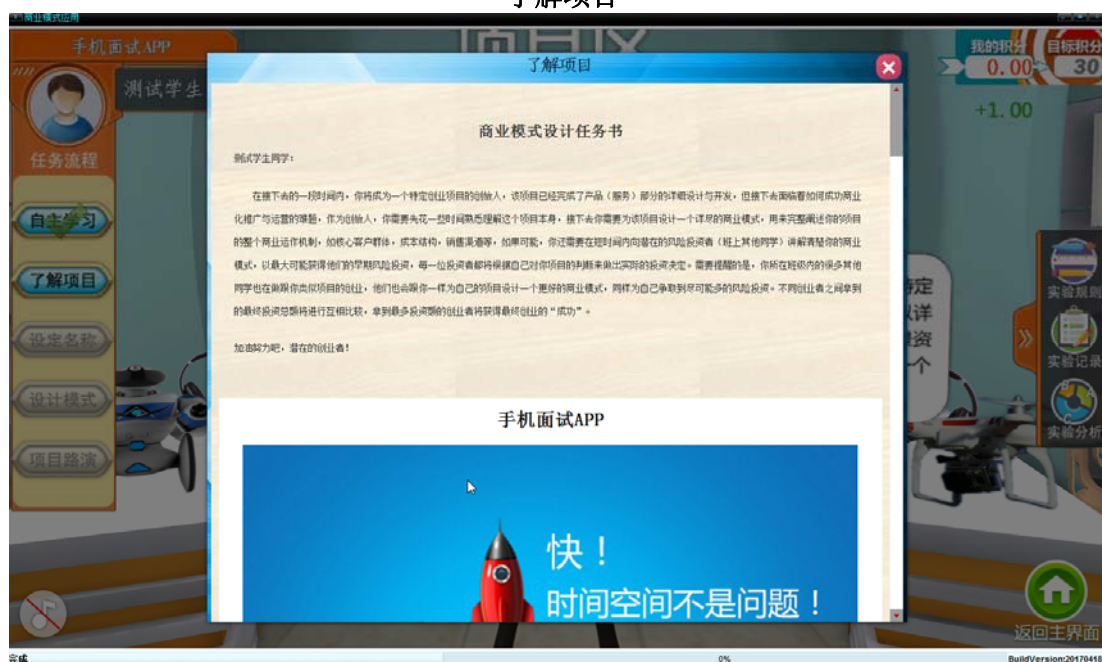 了解项目
商业模式应用
项目区
手机面试APP
我的积分
目标积分
0.00
30
+1.00
测试学生
任务流程
自主学习
了解项目
设定名称
设计模式
项目路演
了解项目
商业模式设计任务书
测试学生同学：
在接下去的一段时间内，你将成为一个特定创业项目的创始人，该项目已经完成了产品（服务）部分的详细设计与开发，但接下去面临着如何成功商业
化推广与运营的难题，作为创始人，你需要先花一些时间熟悉理解这个项目本身，接下去你需要为该项目设计一个详尽的商业模式，用来完整阐述你的项目
的整个商业运作机制，如核心客户群体，成本结构，销售渠道等，如果可能，你还需要在短时间内向潜在的风险投资者（班上其他同学）讲解清楚你的商业
模式，以最大可能获得他们的早期风险投资，每一位投资者都将根据自己对你项目的判断来做出实际的投资决定。需要提醒的是，你所在班级内的很多其他
同学也在做跟你类似项目的创业，他们也会跟你一样为自己的项目设计一个更好的商业模式，同样为自己争取到尽可能多的风险投资。不同创业者之间拿到
的最终投资总额将进行互相比较，拿到最多投资额的创业者将获得最终创业的“成功”。
加油努力吧，潜在的创业者！
手机面试APP
快！
时间空间不是问题！
特定
以详
投资
一个
实验规则
实验记录
实验分析
返回主界面
完成
0%
BuildVersion:20170418